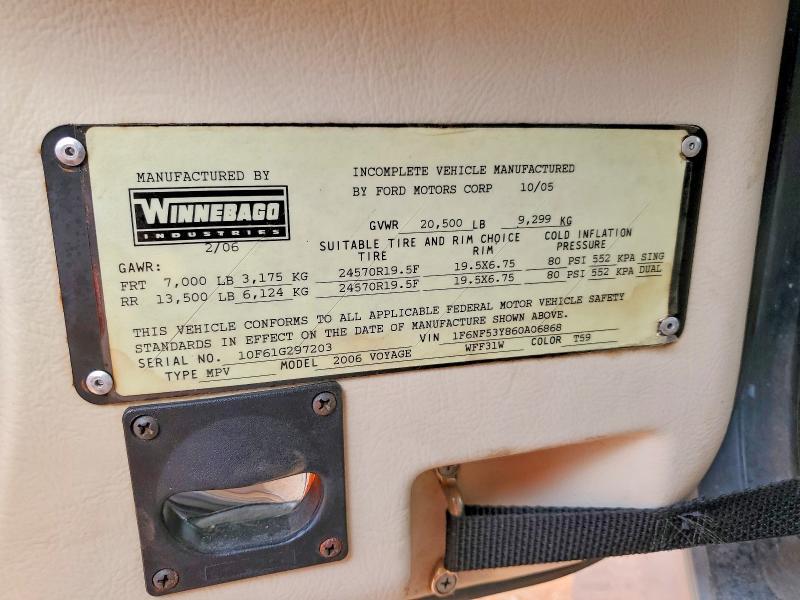 MANUFACTURED BY
WINNEBAGO
INDUSTRIES
2/06
INCOMPLETE VEHICLE MANUFACTURED
BY FORD MOTORS CORP 10/05
GVWR 20,500 LB 9,299 KG
SUITABLE TIRE AND RIM CHOICE COLD INFLATION
TIRE RIM PRESSURE
GAWR:
FRT 7,000 LB 3,175 KG 24570R19.5F 19.5X6.75 80 PSI 552 KPA SING
RR 13,500 LB 6,124 KG 24570R19.5F 19.5X6.75 80 PSI 552 KPA DUAL
THIS VEHICLE CONFORMS TO ALL APPLICABLE FEDERAL MOTOR VEHICLE SAFETY
STANDARDS IN EFFECT ON THE DATE OF MANUFACTURE SHOWN ABOVE.
SERIAL NO. 10F61G297203 VIN 1F6NF53Y860A06868
TYPE MPV MODEL 2006 VOYAGE WFF31W COLOR T59